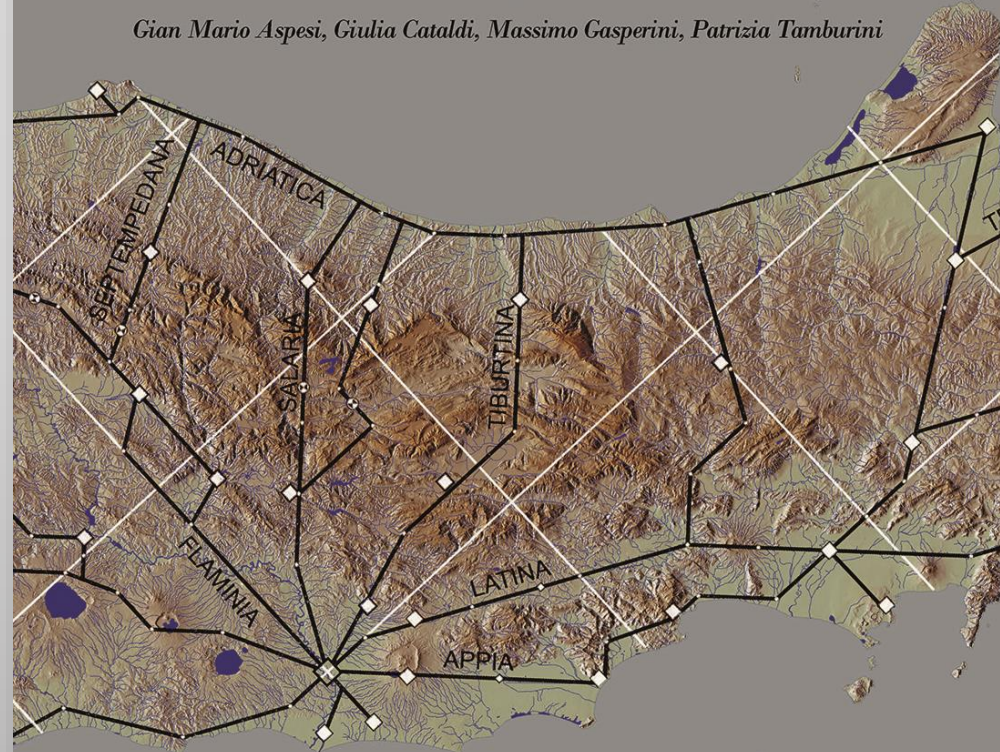 Gian Mario Aspesi, Giulia Cataldi, Massimo Gasperini, Patrizia Tamburini
ADRIATICA
SEPTEMPEDANA
SALARIA
TIBURTINA
FLAMINIA
LATINA
APPIA